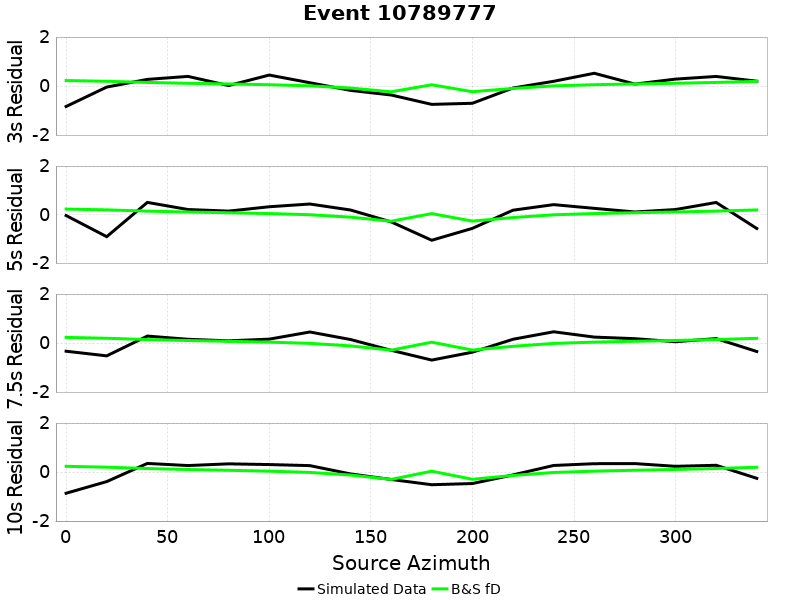 Event 10789777
3s Residual
2
0
-2
5s Residual
2
0
-2
7.5s Residual
2
0
-2
10s Residual
2
0
-2
0 50 100 150 200 250 300
Source Azimuth
Simulated Data B&S fD